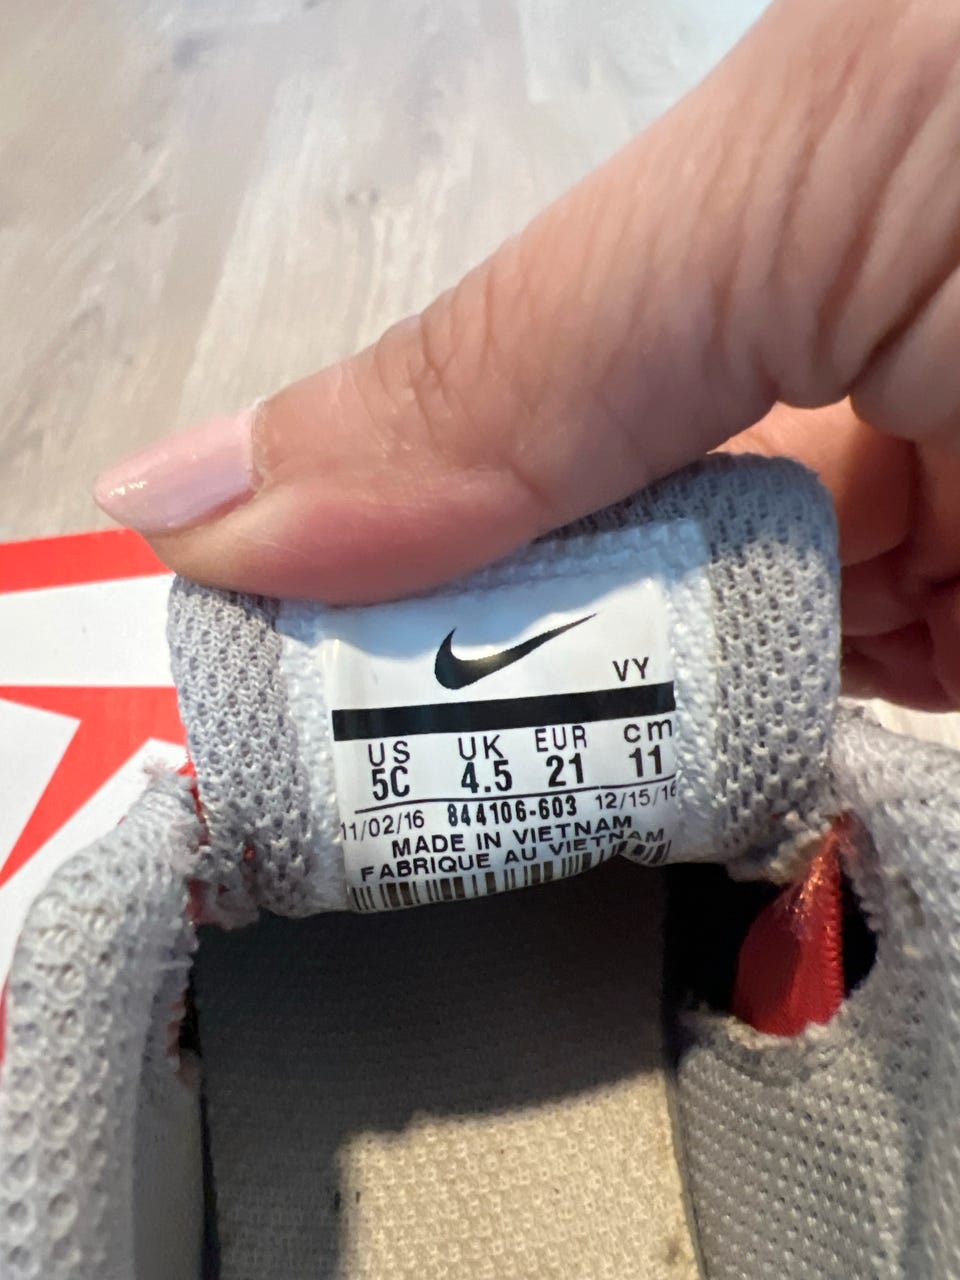 VY
US UK EUR cm
5C 4.5 21 11
11/02/16 844106-603 12/15/16
MADE IN VIETNAM
FABRIQUE AU VIETNAM